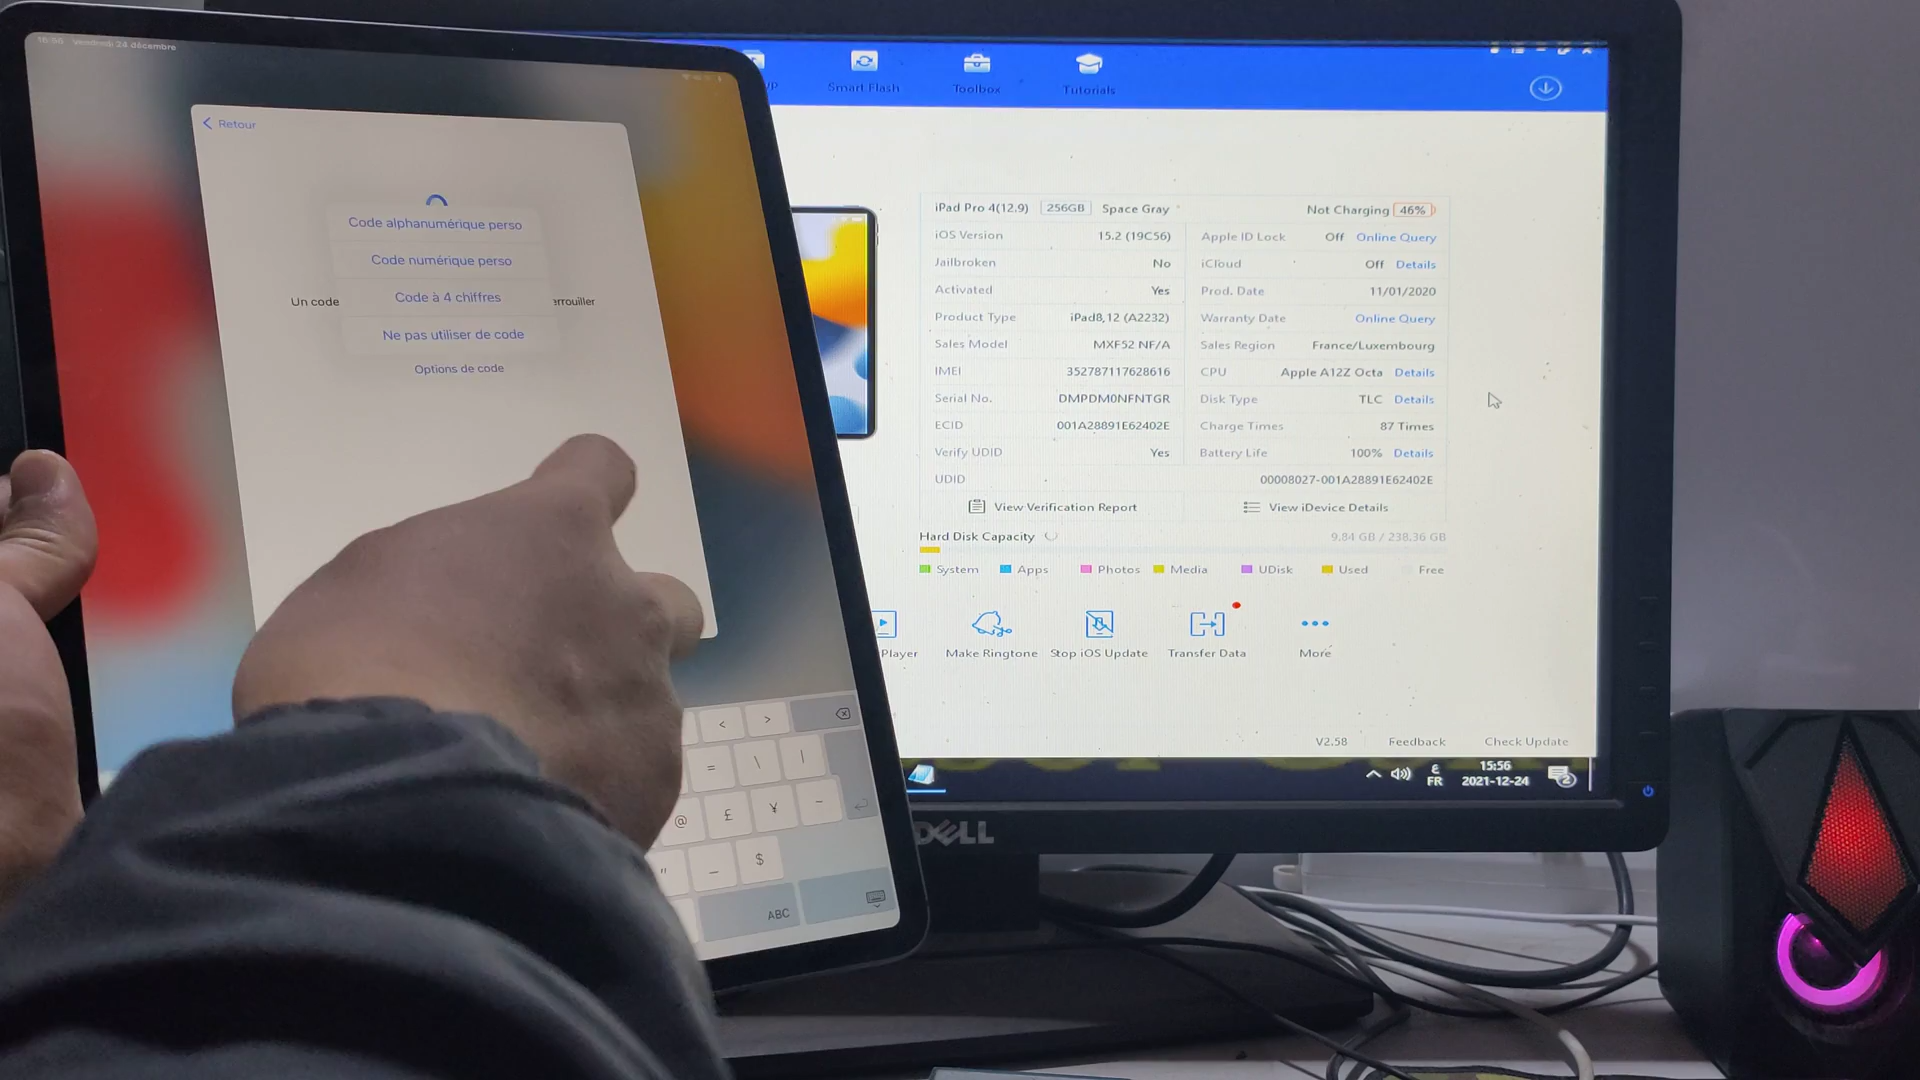 vendredi 24 décembre
Retour
Code alphanumérique perso
Code numérique perso
Un code
Code à 4 chiffres
errouiller
Ne pas utiliser de code
Options de code
< >
= \ |
@ £ ¥ ~
" _ $
ABC
Smart Flash
Toolbox
Tutorials
iPad Pro 4(12.9) 256GB Space Gray Not Charging 46%
iOS Version 15.2 (19C56) Apple ID Lock Off Online Query
Jailbroken No iCloud Off Details
Activated Yes Prod. Date 11/01/2020
Product Type iPad8,12 (A2232) Warranty Date Online Query
Sales Model MXF52 NF/A Sales Region France/Luxembourg
IMEI 352787117628616 CPU Apple A12Z Octa Details
Serial No. DMPDM0NFNTGR Disk Type TLC Details
ECID 001A28891E62402E Charge Times 87 Times
Verify UDID Yes Battery Life 100% Details
UDID 00008027-001A28891E62402E
View Verification Report View iDevice Details
Hard Disk Capacity 9.84 GB / 238.36 GB
System Apps Photos Media UDisk Used Free
Player Make Ringtone Stop iOS Update Transfer Data More
V2.58 Feedback Check Update
ع
FR
15:56
2021-12-24
2
DELL